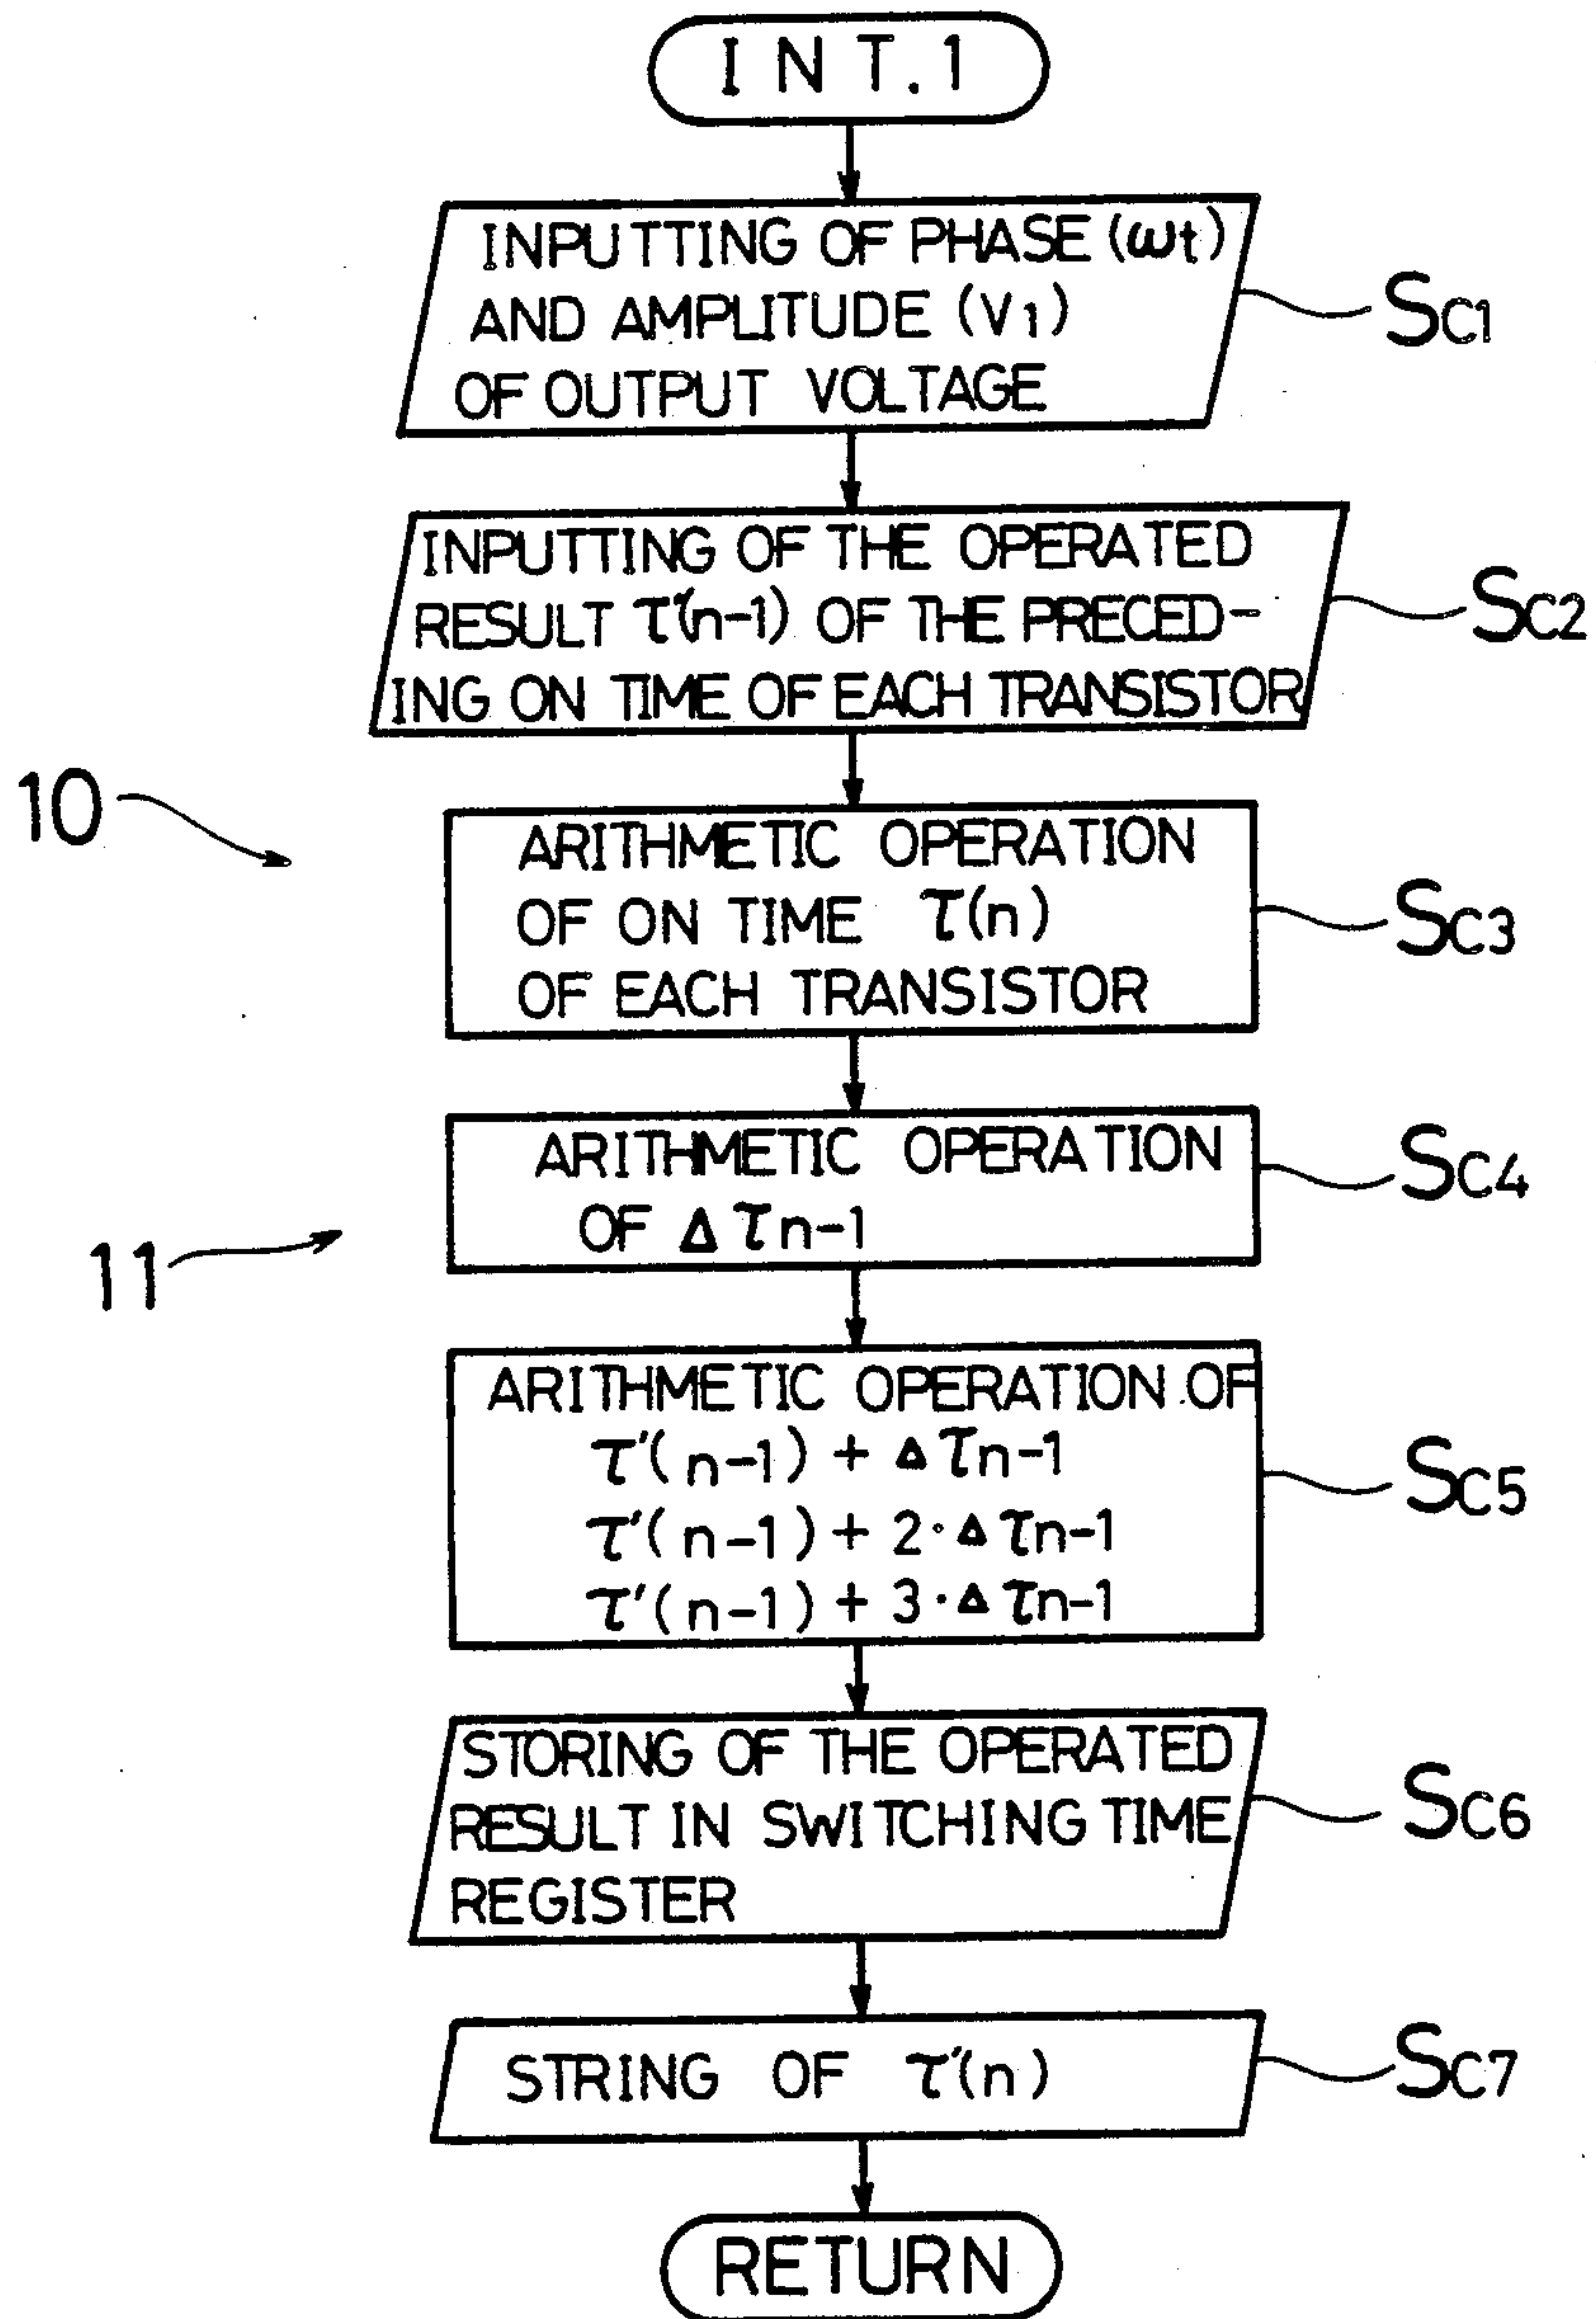 INT.1
INPUTTING OF PHASE (ωt)
AND AMPLITUDE (V1)
OF OUTPUT VOLTAGE
SC1
INPUTTING OF THE OPERATED
RESULT τ'(n-1) OF THE PRECED-
ING ON TIME OF EACH TRANSISTOR
SC2
10
ARITHMETIC OPERATION
OF ON TIME τ(n)
OF EACH TRANSISTOR
SC3
ARITHMETIC OPERATION
OF Δτn-1
SC4
11
ARITHMETIC OPERATION OF
τ'(n-1) + Δτn-1
τ'(n-1) + 2·Δτn-1
τ'(n-1) + 3·Δτn-1
SC5
STORING OF THE OPERATED
RESULT IN SWITCHING TIME
REGISTER
SC6
STRING OF τ'(n)
SC7
RETURN